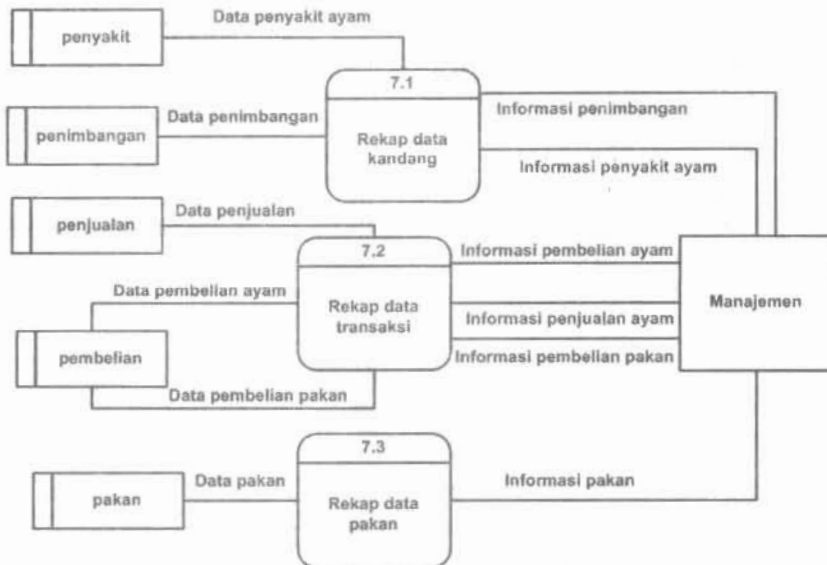 Data penyakit ayam
penyakit
7.1
Rekap data
kandang
Data penimbangan
penimbangan
Informasi penimbangan
Informasi penyakit ayam
Data penjualan
penjualan
7.2
Rekap data
transaksi
Data pembelian ayam
pembelian
Data pembelian pakan
Informasi pembelian ayam
Informasi penjualan ayam
Informasi pembelian pakan
Manajemen
7.3
Rekap data
pakan
Data pakan
pakan
Informasi pakan